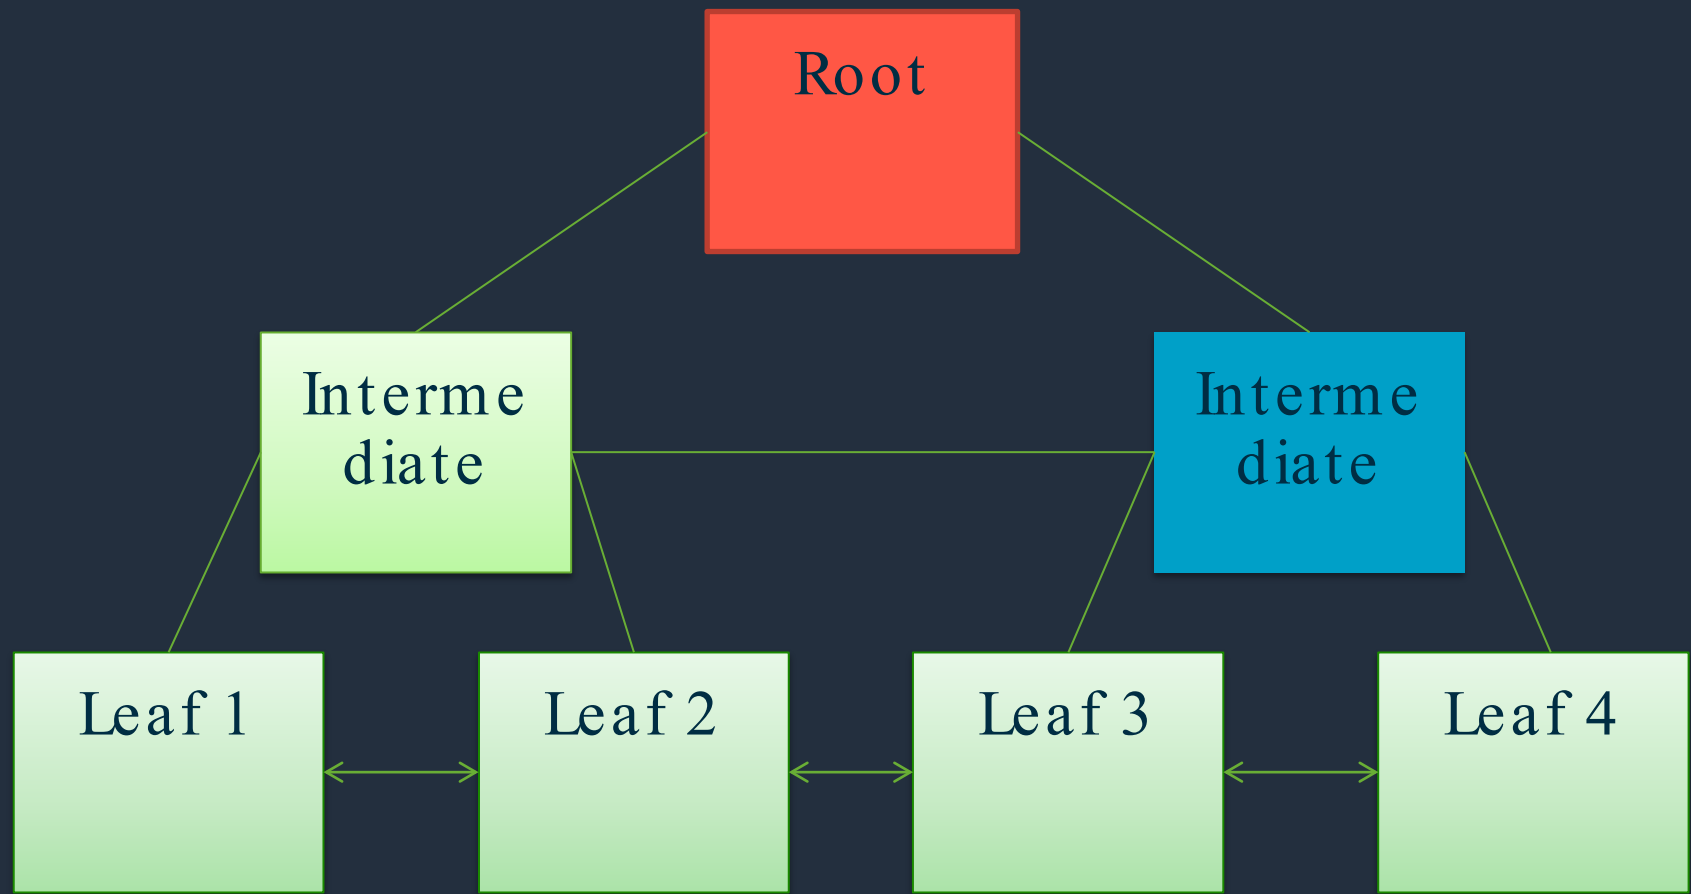 Root
Interme
diate
Interme
diate
Leaf 1
Leaf 2
Leaf 3
Leaf 4